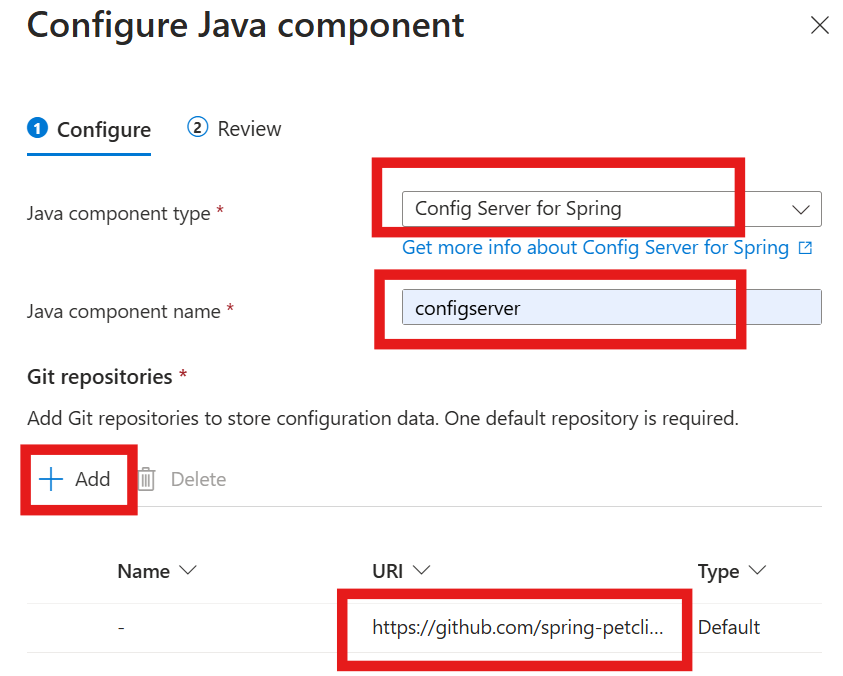 Configure Java component
1 Configure 2 Review
Java component type *
Config Server for Spring
Get more info about Config Server for Spring
Java component name *
configserver
Git repositories *
Add Git repositories to store configuration data. One default repository is required.
Add Delete
Name URI Type
- https://github.com/spring-petcli... Default